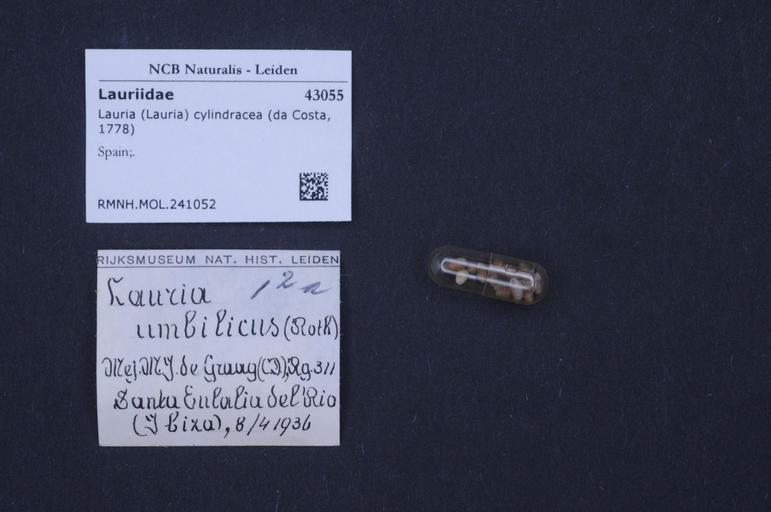 NCB Naturalis - Leiden
Lauriidae 43055
Lauria (Lauria) cylindracea (da Costa,
1778)
Spain;.
RMNH.MOL.241052
RIJKSMUSEUM NAT. HIST. LEIDEN
Lauria
umbilicus (Roth)
Mej. M.J. de Graag (CD), Rg. 311
Santa Eulalia del Rio
(Ibiza), 8/4 1936